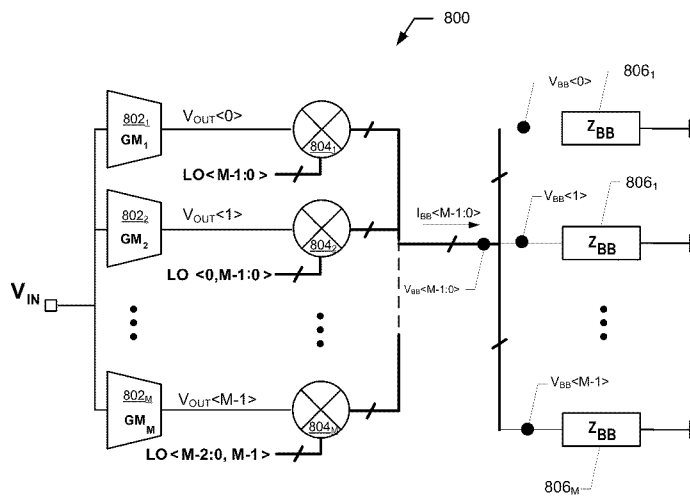 800
V_BB<0>
806₁
802₁
GM₁
V_OUT<0>
804₁
Z_BB
LO<M-1:0>
802₂
GM₂
V_OUT<1>
804₂
I_BB<M-1:0>
V_BB<1>
806₁
Z_BB
LO <0,M-1:0>
V_BB<M-1:0>
V_IN
802_M
GM_M
V_OUT<M-1>
804_M
V_BB<M-1>
Z_BB
LO<M-2:0, M-1>
806_M